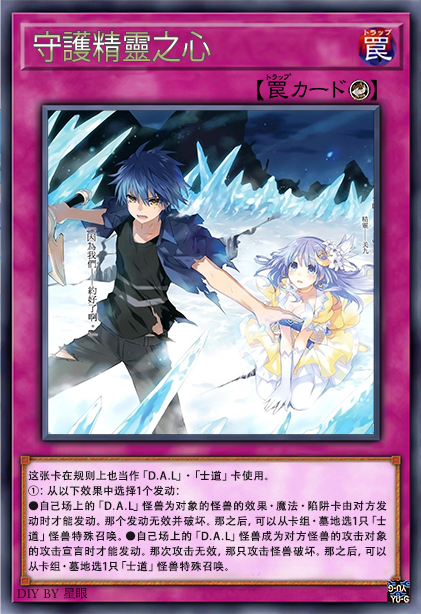 守護精靈之心
トラップ
罠
トラップ
【罠カード】
因為我們──約好了啊。
精靈──美九
这张卡在规则上也当作「D.A.L」·「士道」卡使用。
①: 从以下效果中选择1个发动:
●自己场上的「D.A.L」怪兽为对象的怪兽的效果·魔法·陷阱卡由对方发
动时才能发动。那个发动无效并破坏。那之后, 可以从卡组·墓地选1只「士
道」怪兽特殊召唤。●自己场上的「D.A.L」怪兽成为对方怪兽的攻击对象
的攻击宣言时才能发动。那次攻击无效, 那只攻击怪兽破坏。那之后, 可以
从卡组·墓地选1只「士道」怪兽特殊召唤。
DIY BY 星眼